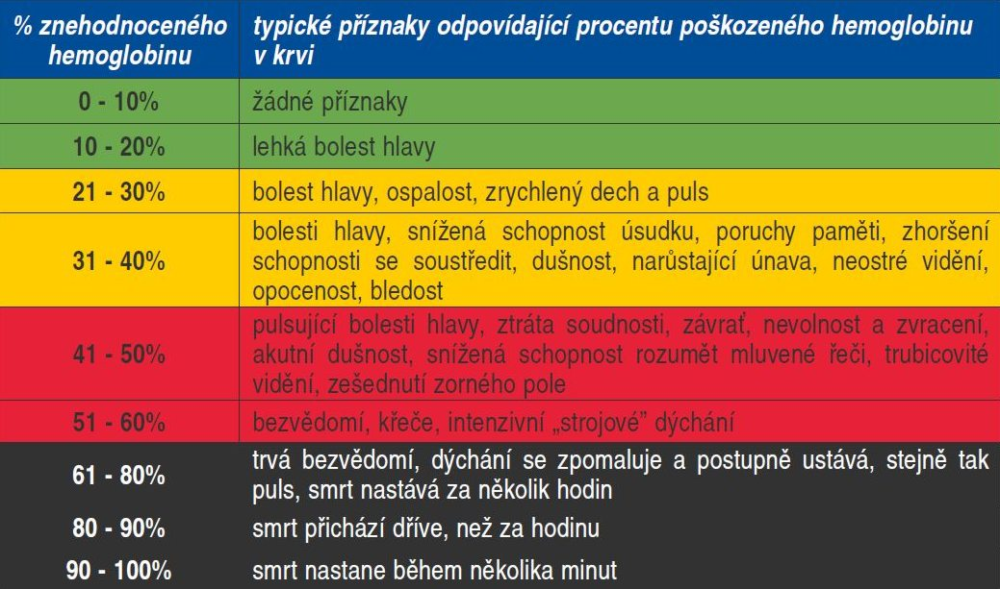 % znehodnoceného
hemoglobinu
typické příznaky odpovídající procentu poškozeného hemoglobinu
v krvi
0 - 10%
žádné příznaky
10 - 20%
lehká bolest hlavy
21 - 30%
bolest hlavy, ospalost, zrychlený dech a puls
31 - 40%
bolesti hlavy, snížená schopnost úsudku, poruchy paměti, zhoršení
schopnosti se soustředit, dušnost, narůstající únava, neostré vidění,
opocenost, bledost
41 - 50%
pulsující bolesti hlavy, ztráta soudnosti, závrať, nevolnost a zvracení,
akutní dušnost, snížená schopnost rozumět mluvené řeči, trubicovité
vidění, zešednutí zorného pole
51 - 60%
bezvědomí, křeče, intenzivní „strojové” dýchání
61 - 80%
trvá bezvědomí, dýchání se zpomaluje a postupně ustává, stejně tak
puls, smrt nastává za několik hodin
80 - 90%
smrt přichází dříve, než za hodinu
90 - 100%
smrt nastane během několika minut